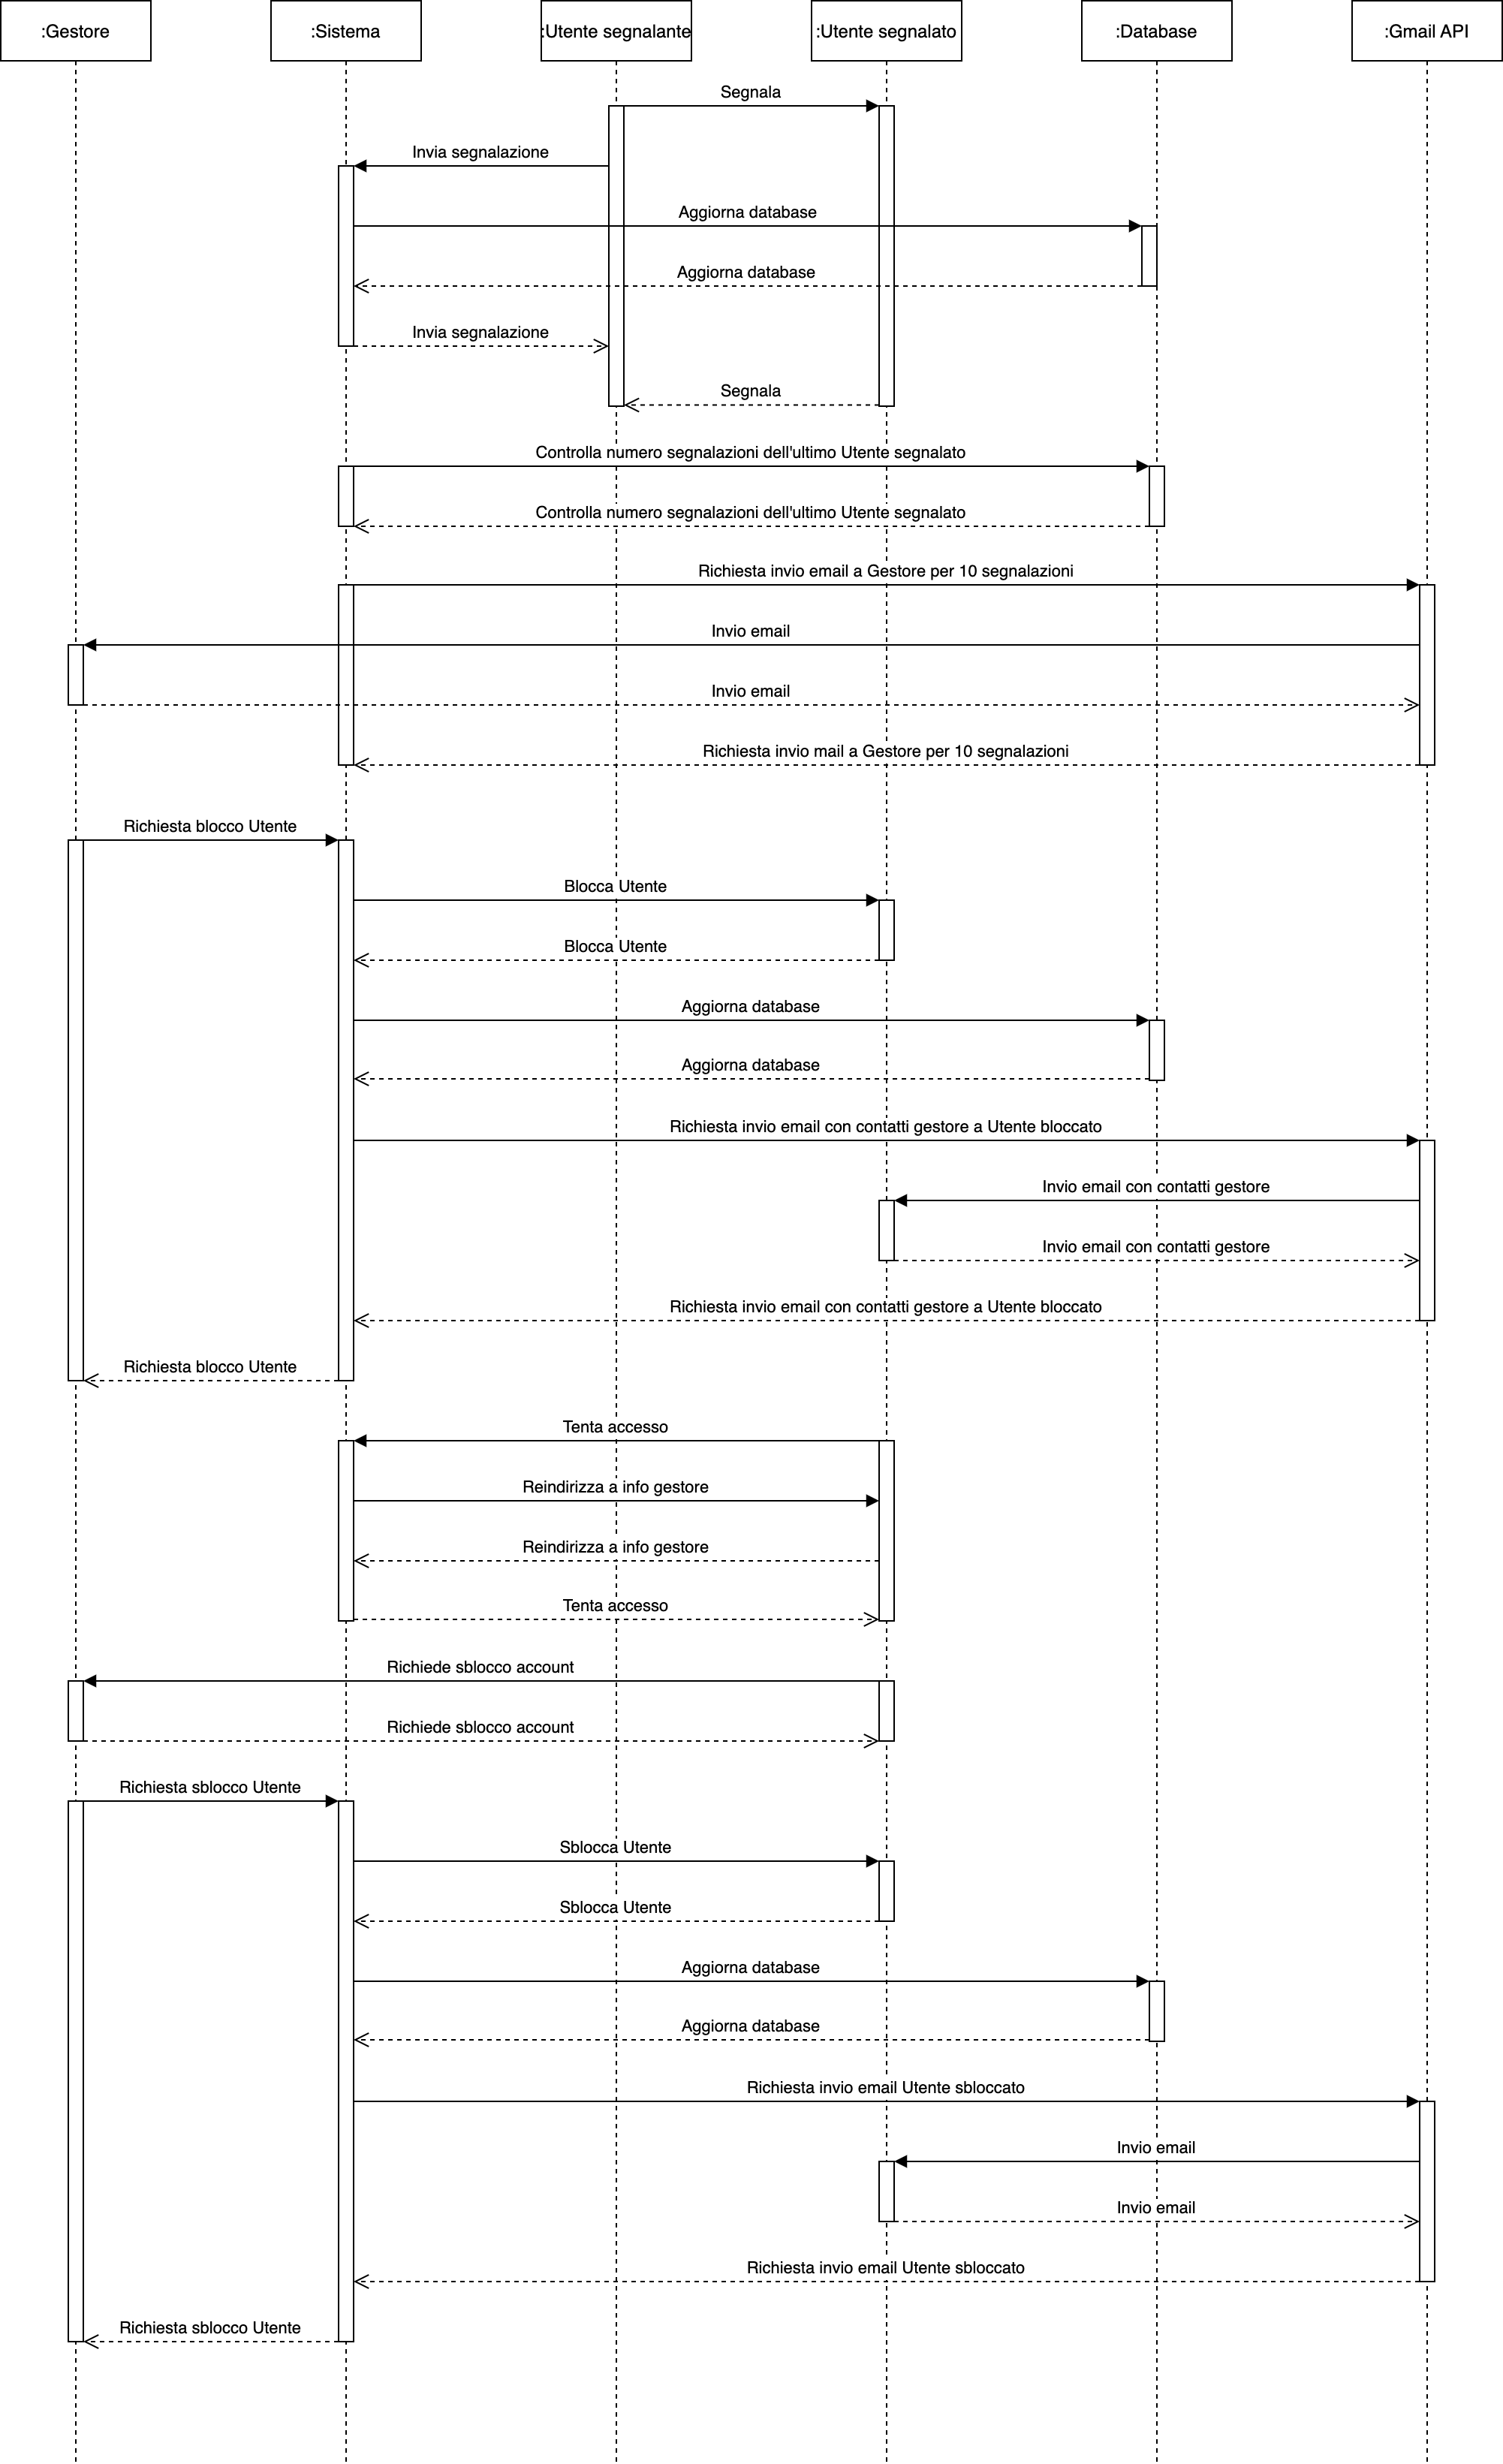 :Gestore
:Sistema
:Utente segnalante
:Utente segnalato
:Database
:Gmail API
Segnala
Invia segnalazione
Aggiorna database
Aggiorna database
Invia segnalazione
Segnala
Controlla numero segnalazioni dell'ultimo Utente segnalato
Controlla numero segnalazioni dell'ultimo Utente segnalato
Richiesta invio email a Gestore per 10 segnalazioni
Invio email
Invio email
Richiesta invio mail a Gestore per 10 segnalazioni
Richiesta blocco Utente
Blocca Utente
Blocca Utente
Aggiorna database
Aggiorna database
Richiesta invio email con contatti gestore a Utente bloccato
Invio email con contatti gestore
Invio email con contatti gestore
Richiesta invio email con contatti gestore a Utente bloccato
Richiesta blocco Utente
Tenta accesso
Reindirizza a info gestore
Reindirizza a info gestore
Tenta accesso
Richiede sblocco account
Richiede sblocco account
Richiesta sblocco Utente
Sblocca Utente
Sblocca Utente
Aggiorna database
Aggiorna database
Richiesta invio email Utente sbloccato
Invio email
Invio email
Richiesta invio email Utente sbloccato
Richiesta sblocco Utente